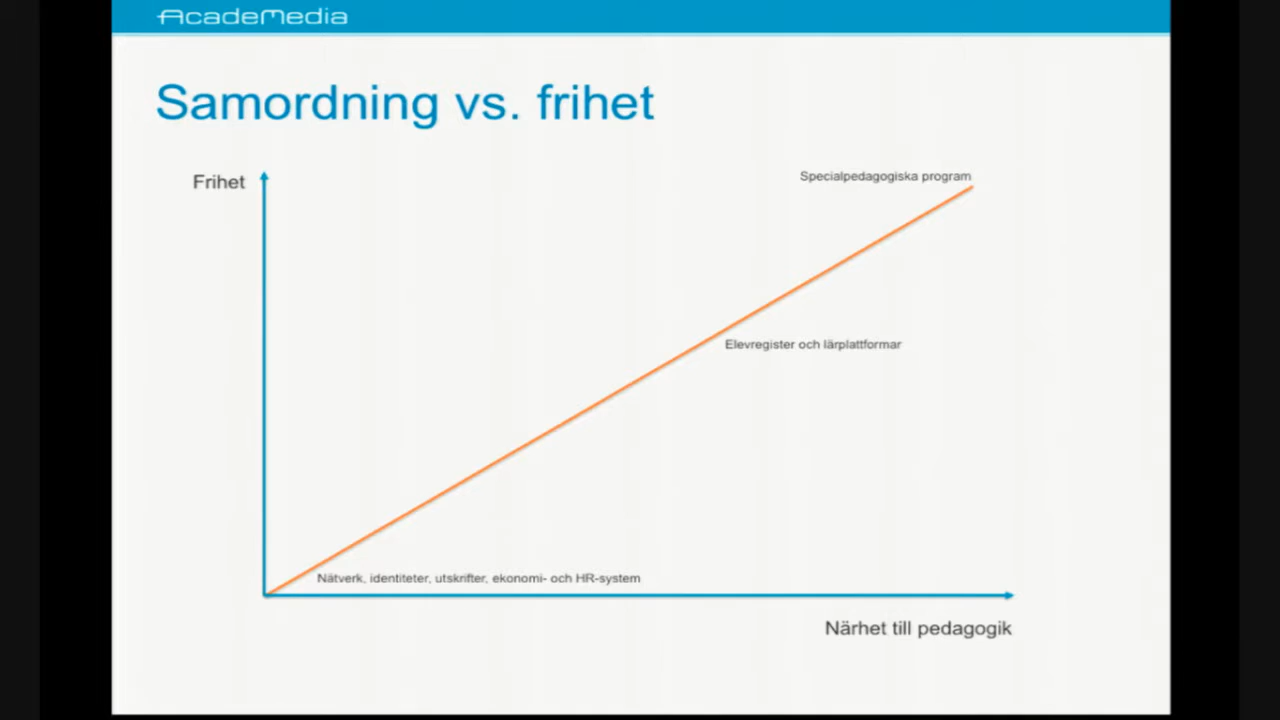 AcadeMedia
Samordning vs. frihet
Frihet
Specialpedagogiska program
Elevregister och lärplattformar
Nätverk, identiteter, utskrifter, ekonomi- och HR-system
Närhet till pedagogik